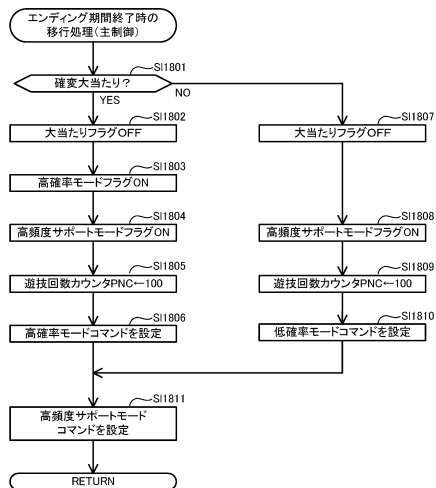 エンディング期間終了時の
移行処理(主制御)
SI1801
確変大当たり?
YES
NO
SI1802
大当たりフラグOFF
SI1803
高確率モードフラグON
SI1804
高頻度サポートモードフラグON
SI1805
遊技回数カウンタPNC←100
SI1806
高確率モードコマンドを設定
SI1807
大当たりフラグOFF
SI1808
高頻度サポートモードフラグON
SI1809
遊技回数カウンタPNC←100
SI1810
低確率モードコマンドを設定
SI1811
高頻度サポートモード
コマンドを設定
RETURN